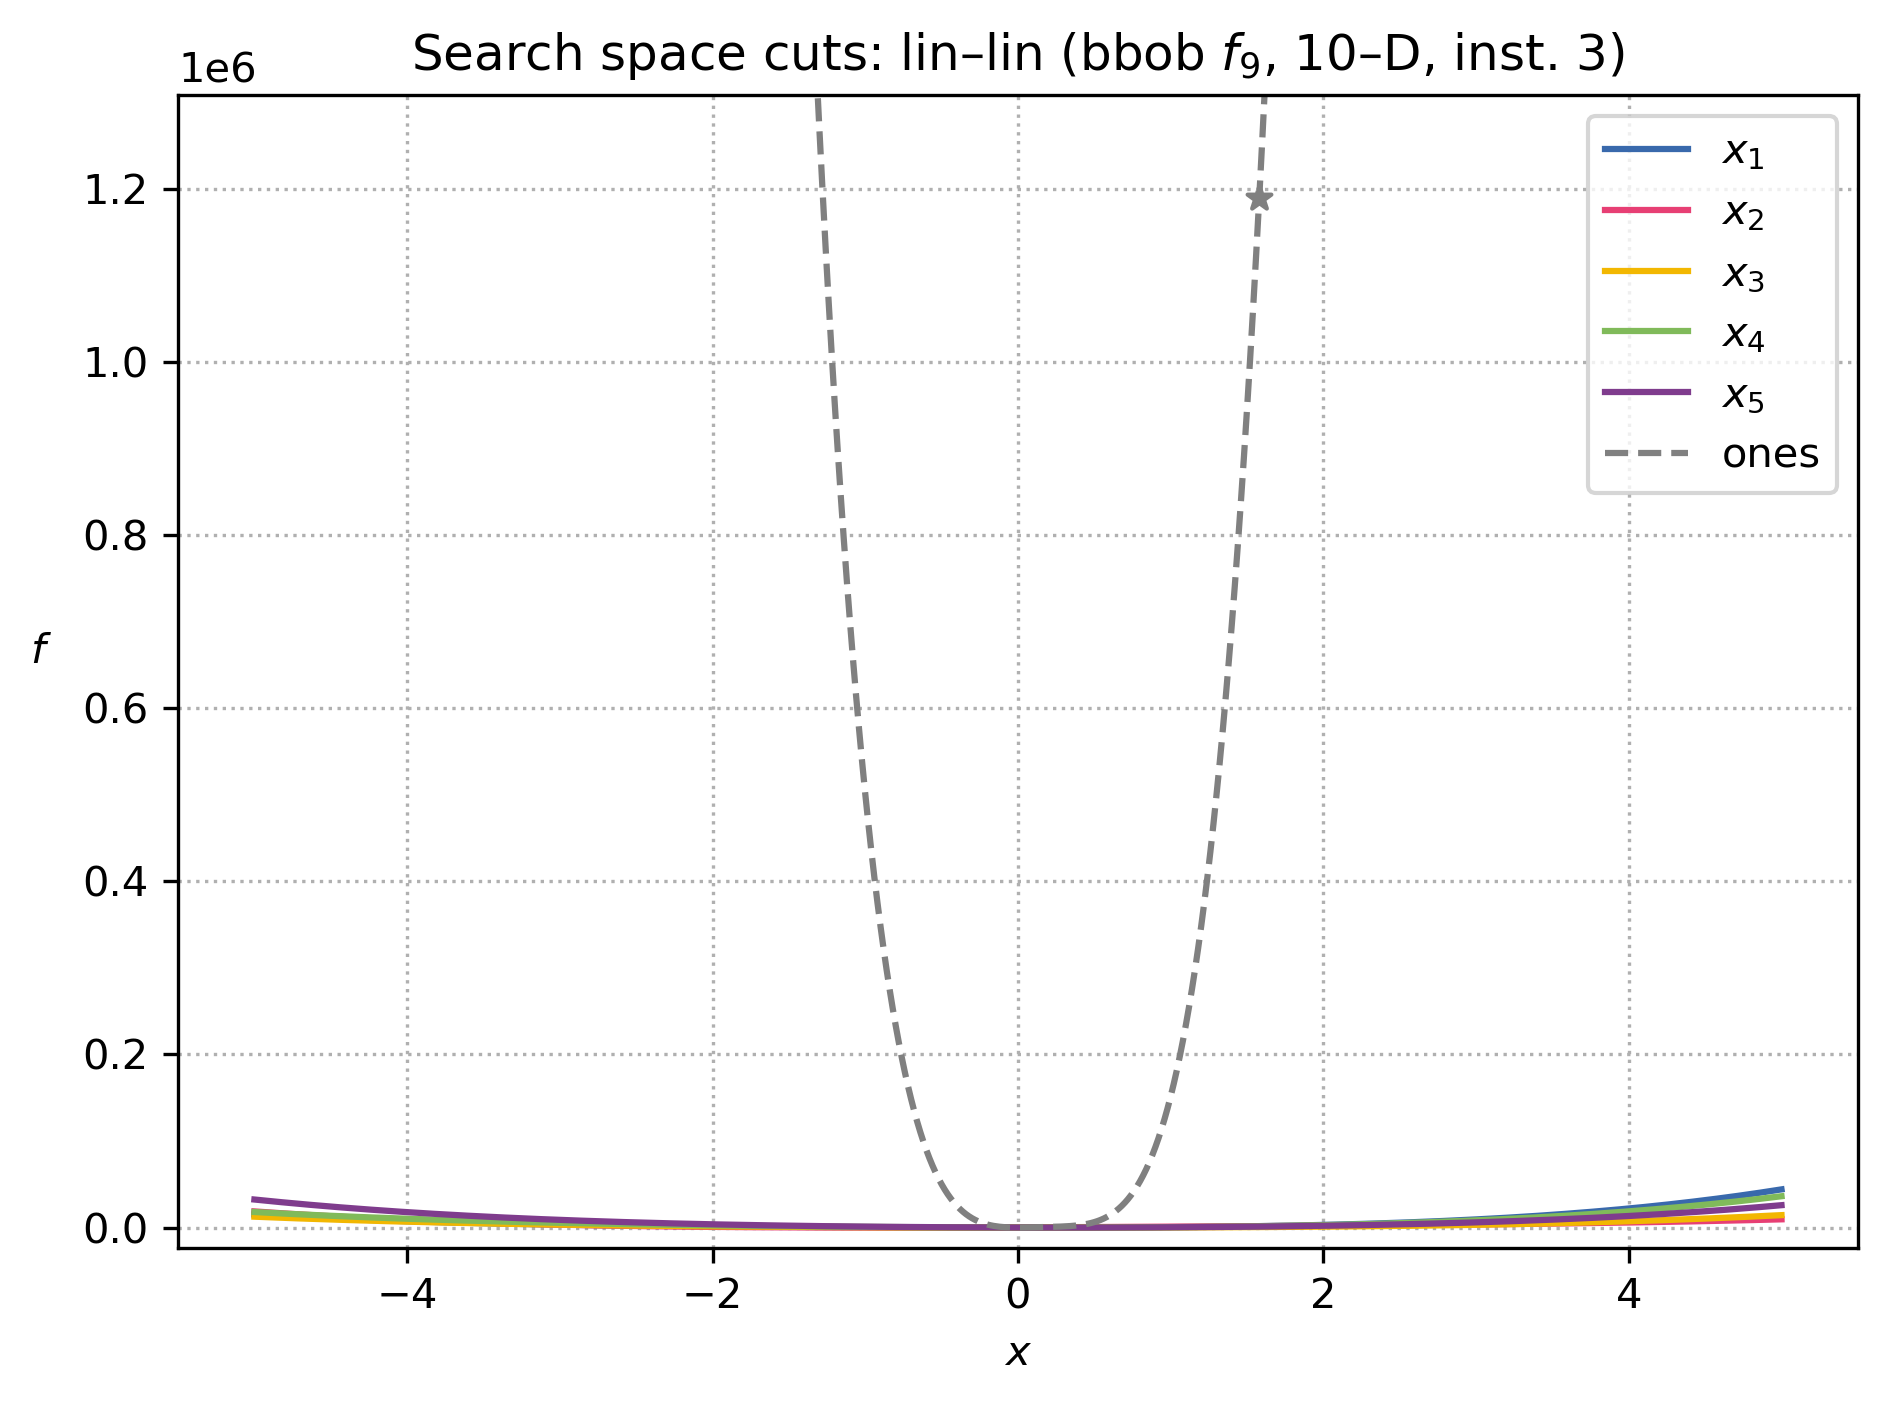 Search space cuts: lin–lin (bbob f₉, 10–D, inst. 3)
1e6
1.2
1.0
0.8
0.6
0.4
0.2
0.0
f
−4 −2 0 2 4
x
x₁
x₂
x₃
x₄
x₅
ones